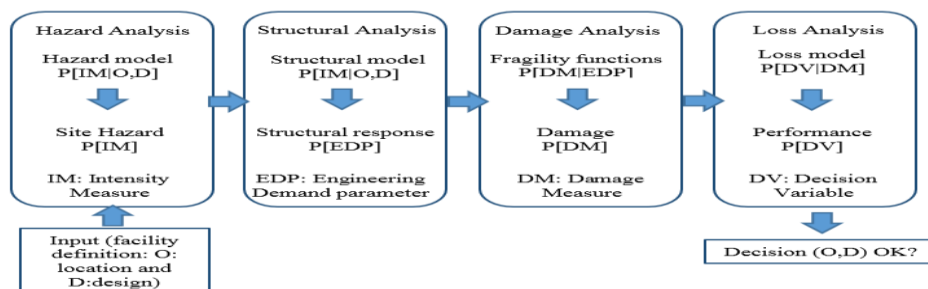 Hazard Analysis
Hazard model
P[IM|O,D]
Site Hazard
P[IM]
IM: Intensity
Measure
Input (facility
definition: O:
location and
D:design)
Structural Analysis
Structural model
P[IM|O,D]
Structural response
P[EDP]
EDP: Engineering
Demand parameter
Damage Analysis
Fragility functions
P[DM|EDP]
Damage
P[DM]
DM: Damage
Measure
Loss Analysis
Loss model
P[DV|DM]
Performance
P[DV]
DV: Decision
Variable
Decision (O,D) OK?